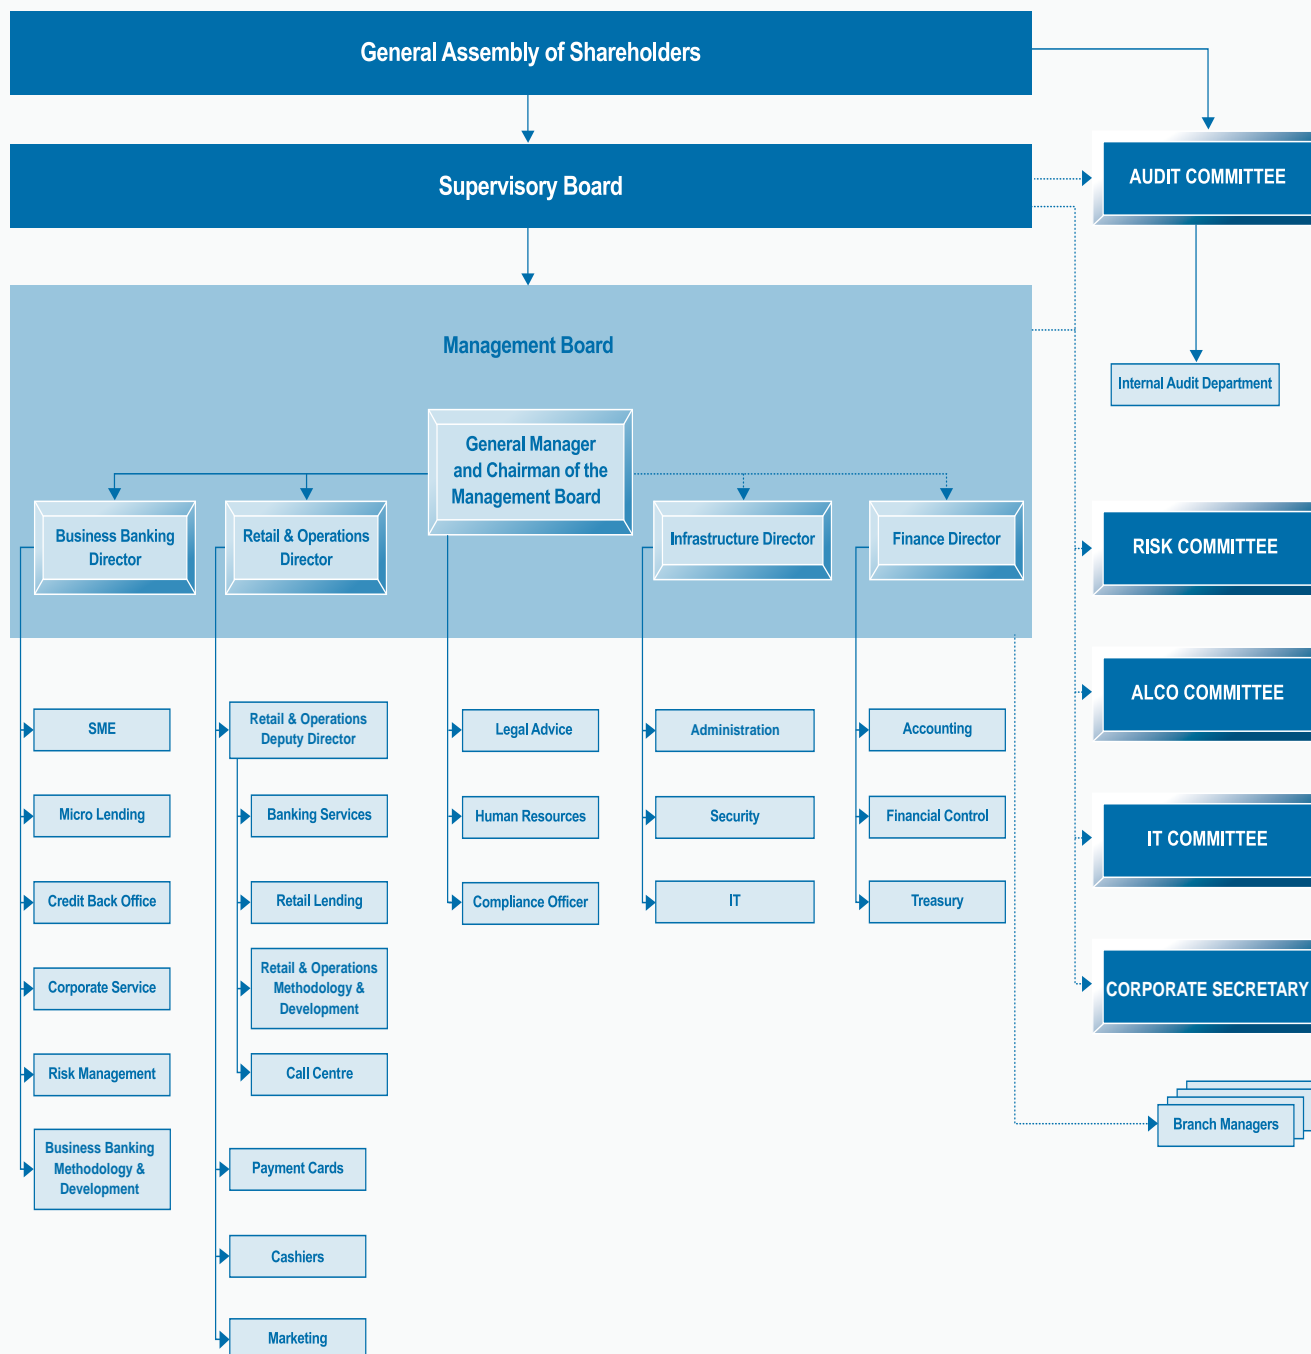 General Assembly of Shareholders
Supervisory Board
AUDIT COMMITTEE
Management Board
Internal Audit Department
General Manager
and Chairman of the
Management Board
Business Banking
Director
Retail & Operations
Director
Infrastructure Director
Finance Director
RISK COMMITTEE
ALCO COMMITTEE
IT COMMITTEE
CORPORATE SECRETARY
Branch Managers
SME
Micro Lending
Credit Back Office
Corporate Service
Risk Management
Business Banking
Methodology &
Development
Retail & Operations
Deputy Director
Banking Services
Retail Lending
Retail & Operations
Methodology &
Development
Call Centre
Payment Cards
Cashiers
Marketing
Legal Advice
Human Resources
Compliance Officer
Administration
Security
IT
Accounting
Financial Control
Treasury